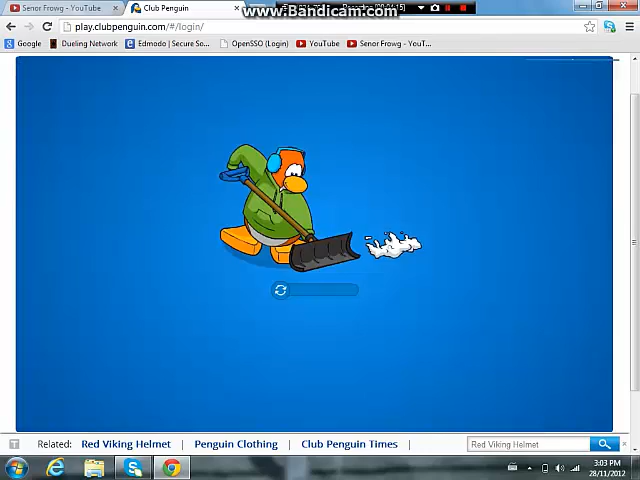 Senor Frowg - YouTube
Club Penguin
www.Bandicam.com
play.clubpenguin.com/#/login/
Google
Dueling Network
Edmodo | Secure So...
OpenSSO (Login)
YouTube
Senor Frowg - YouT...
Related:
Red Viking Helmet
Penguin Clothing
Club Penguin Times
Red Viking Helmet
3:03 PM
28/11/2012